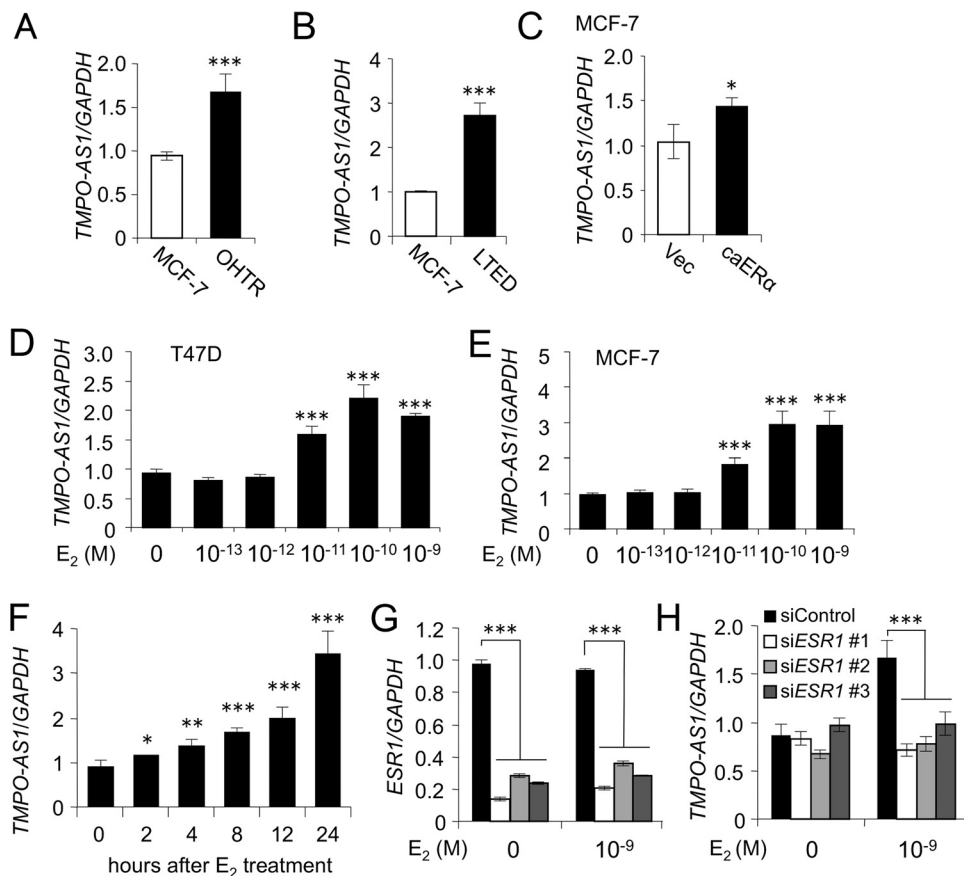 A
TMPO-AS1/GAPDH
2.0
1.5
1.0
0.5
0
***
MCF-7
OHTR
B
TMPO-AS1/GAPDH
4
3
2
1
0
***
MCF-7
LTED
C
MCF-7
TMPO-AS1/GAPDH
2.0
1.5
1.0
0.5
0
*
Vec
caERα
D
T47D
TMPO-AS1/GAPDH
3.0
2.5
2.0
1.5
1.0
0.5
0
***
***
***
E₂ (M)
0
10⁻¹³
10⁻¹²
10⁻¹¹
10⁻¹⁰
10⁻⁹
E
MCF-7
TMPO-AS1/GAPDH
5
4
3
2
1
0
***
***
***
E₂ (M)
0
10⁻¹³
10⁻¹²
10⁻¹¹
10⁻¹⁰
10⁻⁹
F
TMPO-AS1/GAPDH
4
3
2
1
0
*
**
***
***
***
0
2
4
8
12
24
hours after E₂ treatment
G
ESR1/GAPDH
1.2
1.0
0.8
0.6
0.4
0.2
0
***
***
E₂ (M)
0
10⁻⁹
H
TMPO-AS1/GAPDH
2.0
1.5
1.0
0.5
0
siControl
siESR1 #1
siESR1 #2
siESR1 #3
***
E₂ (M)
0
10⁻⁹